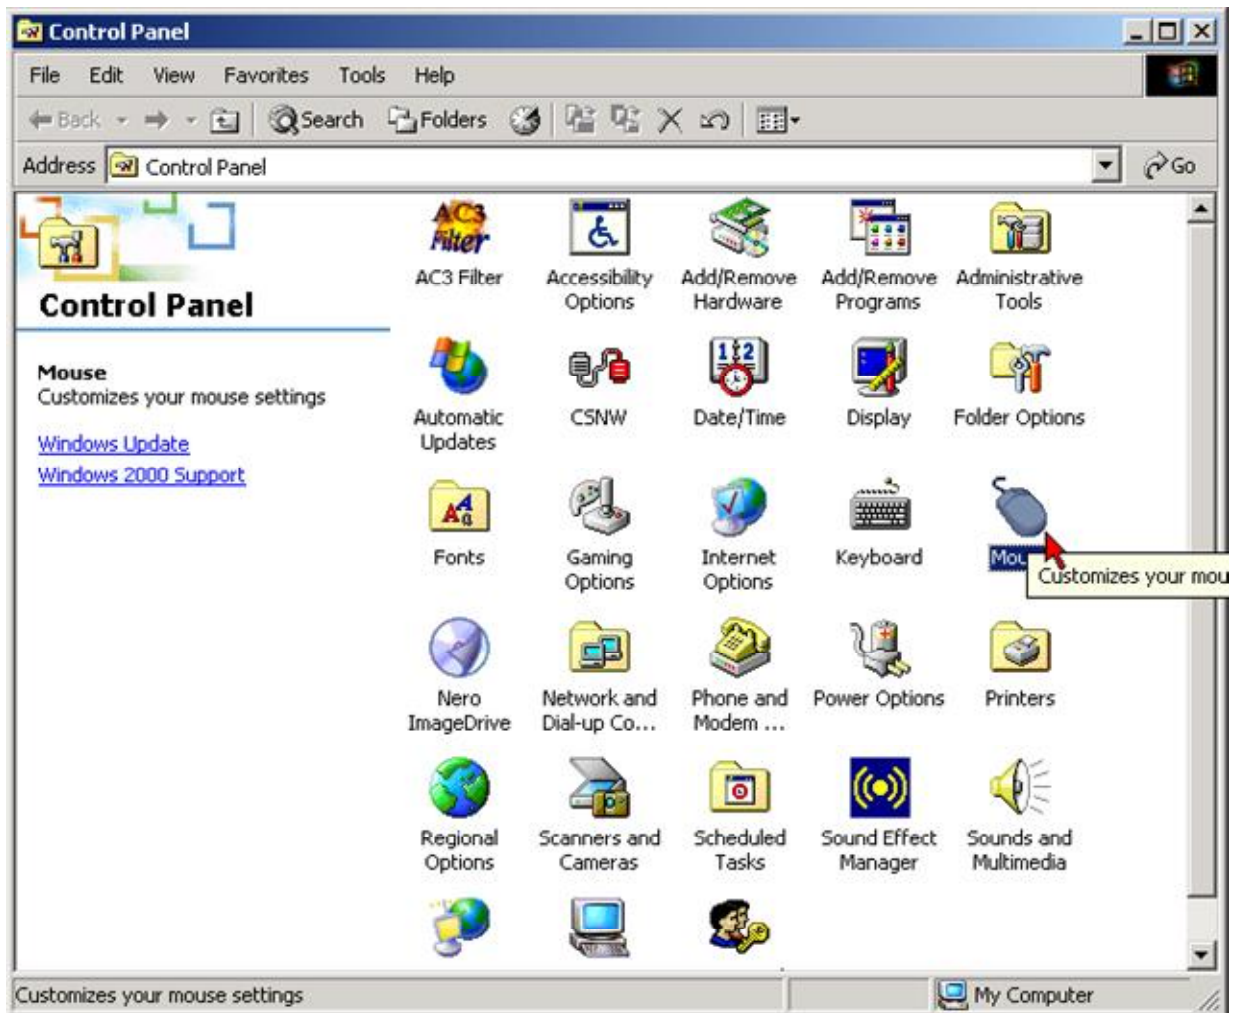 Control Panel
File Edit View Favorites Tools Help
Back Search Folders
Address Control Panel Go
Control Panel
Mouse
Customizes your mouse settings
Windows Update
Windows 2000 Support
AC3
Filter
AC3 Filter
Accessibility
Options
Add/Remove
Hardware
Add/Remove
Programs
Administrative
Tools
Automatic
Updates
CSNW
1 2
Date/Time
Display
Folder Options
Fonts
Gaming
Options
Internet
Options
Keyboard
Customizes your mou
Nero
ImageDrive
Network and
Dial-up Co...
Phone and
Modem ...
Power Options
Printers
Regional
Options
Scanners and
Cameras
Scheduled
Tasks
Sound Effect
Manager
Sounds and
Multimedia
Customizes your mouse settings
My Computer